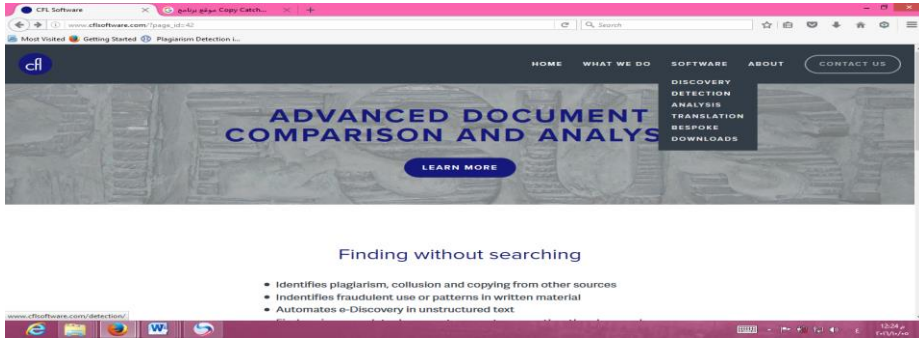 CFL Software
موقع برنامج Copy Catch...
www.cflsoftware.com/?page_id=42
Search
Most Visited Getting Started Plagiarism Detection i...
cfl
HOME WHAT WE DO SOFTWARE ABOUT CONTACT US
DISCOVERY
DETECTION
ANALYSIS
TRANSLATION
BESPOKE
DOWNLOADS
ADVANCED DOCUMENT
COMPARISON AND ANALYS
LEARN MORE
Finding without searching
• Identifies plagiarism, collusion and copying from other sources
• Indentifies fraudulent use or patterns in written material
• Automates e-Discovery in unstructured text
www.cflsoftware.com/detection/
12:24 م